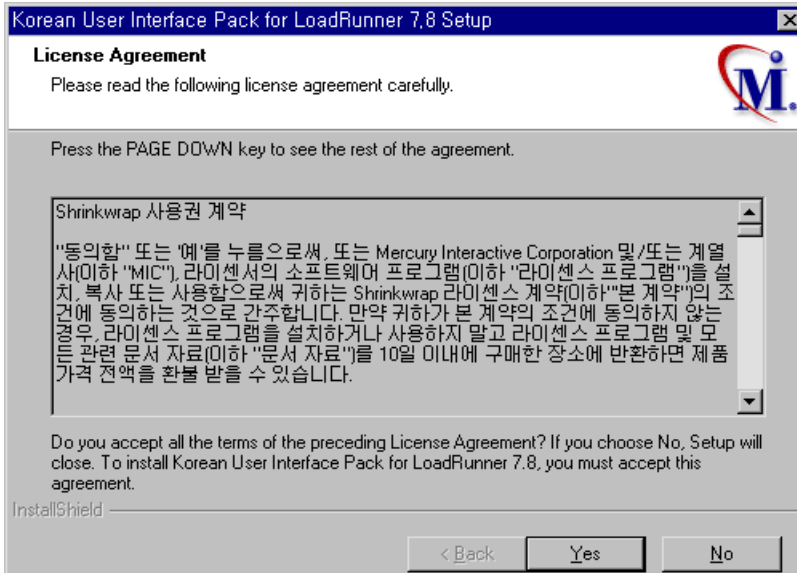 Korean User Interface Pack for LoadRunner 7,8 Setup
License Agreement
Please read the following license agreement carefully.
M.
Press the PAGE DOWN key to see the rest of the agreement.
Shrinkwrap 사용권 계약
"동의함" 또는 '예'를 누름으로써, 또는 Mercury Interactive Corporation 및/또는 계열
사(이하 "MIC"), 라이센서의 소프트웨어 프로그램(이하 "라이센스 프로그램")을 설
치, 복사 또는 사용함으로써 귀하는 Shrinkwrap 라이센스 계약(이하'"본 계약")의 조
건에 동의하는 것으로 간주합니다. 만약 귀하가 본 계약의 조건에 동의하지 않는
경우, 라이센스 프로그램을 설치하거나 사용하지 말고 라이센스 프로그램 및 모
든 관련 문서 자료(이하 "문서 자료")를 10일 이내에 구매한 장소에 반환하면 제품
가격 전액을 환불 받을 수 있습니다.
Do you accept all the terms of the preceding License Agreement? If you choose No, Setup will
close. To install Korean User Interface Pack for LoadRunner 7.8, you must accept this
agreement.
InstallShield
< Back
Yes
No